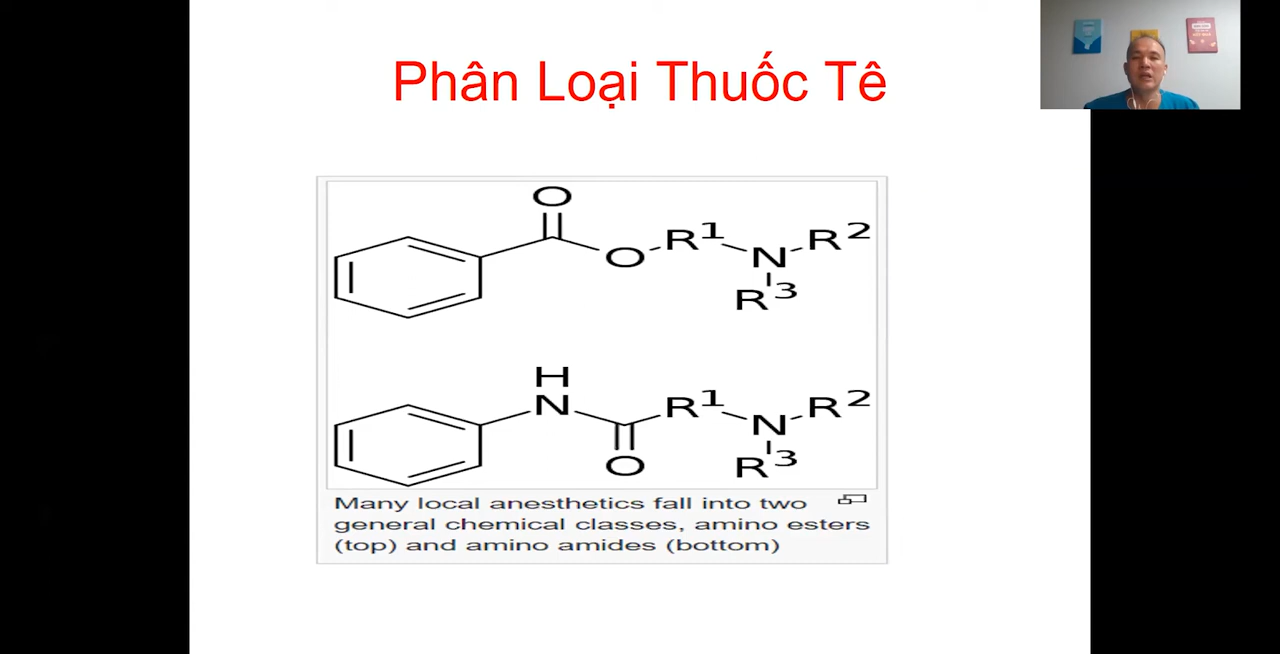 Phân Loại Thuốc Tê
O
O
R1
N
R2
R3
H
N
O
R1
N
R2
R3
Many local anesthetics fall into two
general chemical classes, amino esters
(top) and amino amides (bottom)